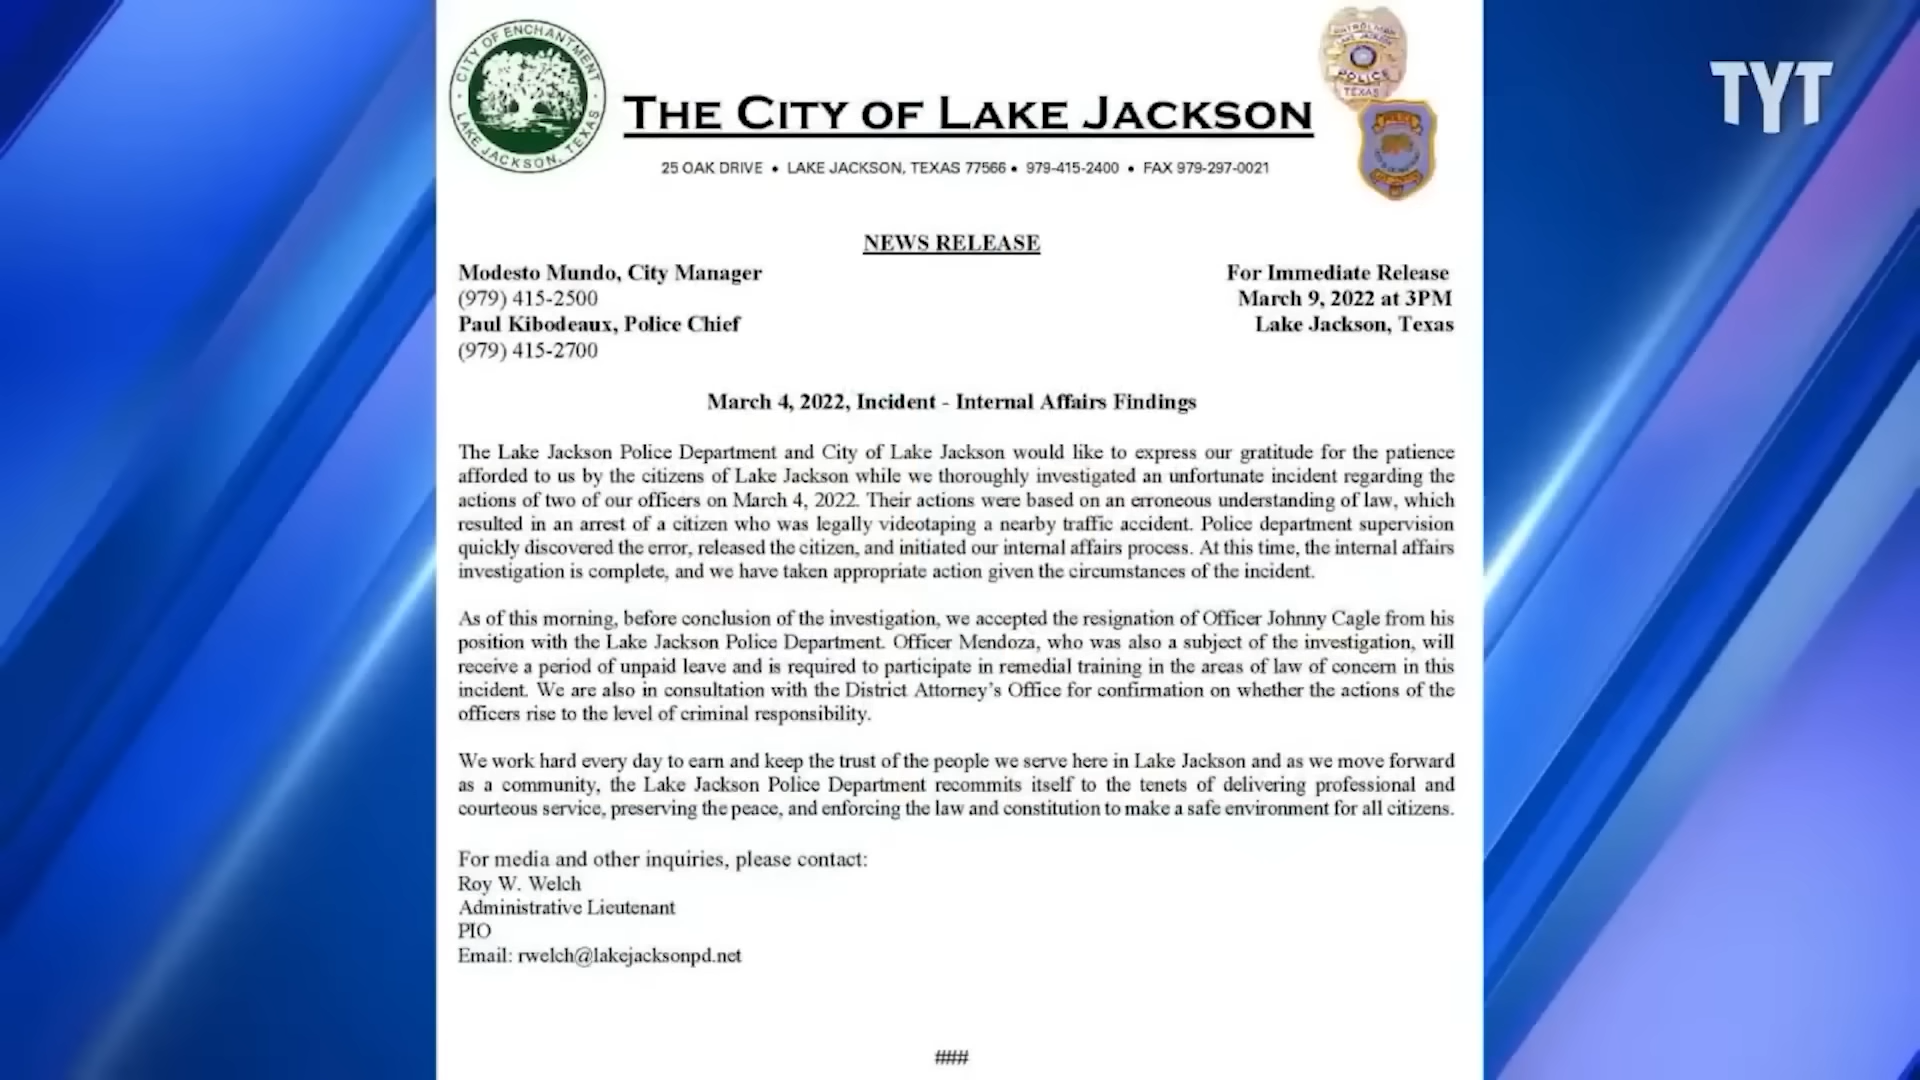 CITY OF ENCHANTMENT
LAKE JACKSON, TEXAS
THE CITY OF LAKE JACKSON
25 OAK DRIVE • LAKE JACKSON, TEXAS 77566 • 979-415-2400 • FAX 979-297-0021
PATROLMAN
LAKE JACKSON
POLICE
TEXAS
POLICE
TYT
NEWS RELEASE
Modesto Mundo, City Manager
(979) 415-2500
Paul Kibodeaux, Police Chief
(979) 415-2700
For Immediate Release
March 9, 2022 at 3PM
Lake Jackson, Texas
March 4, 2022, Incident - Internal Affairs Findings
The Lake Jackson Police Department and City of Lake Jackson would like to express our gratitude for the patience
afforded to us by the citizens of Lake Jackson while we thoroughly investigated an unfortunate incident regarding the
actions of two of our officers on March 4, 2022. Their actions were based on an erroneous understanding of law, which
resulted in an arrest of a citizen who was legally videotaping a nearby traffic accident. Police department supervision
quickly discovered the error, released the citizen, and initiated our internal affairs process. At this time, the internal affairs
investigation is complete, and we have taken appropriate action given the circumstances of the incident.
As of this morning, before conclusion of the investigation, we accepted the resignation of Officer Johnny Cagle from his
position with the Lake Jackson Police Department. Officer Mendoza, who was also a subject of the investigation, will
receive a period of unpaid leave and is required to participate in remedial training in the areas of law of concern in this
incident. We are also in consultation with the District Attorney's Office for confirmation on whether the actions of the
officers rise to the level of criminal responsibility.
We work hard every day to earn and keep the trust of the people we serve here in Lake Jackson and as we move forward
as a community, the Lake Jackson Police Department recommits itself to the tenets of delivering professional and
courteous service, preserving the peace, and enforcing the law and constitution to make a safe environment for all citizens.
For media and other inquiries, please contact:
Roy W. Welch
Administrative Lieutenant
PIO
Email: rwelch@lakejacksonpd.net
###